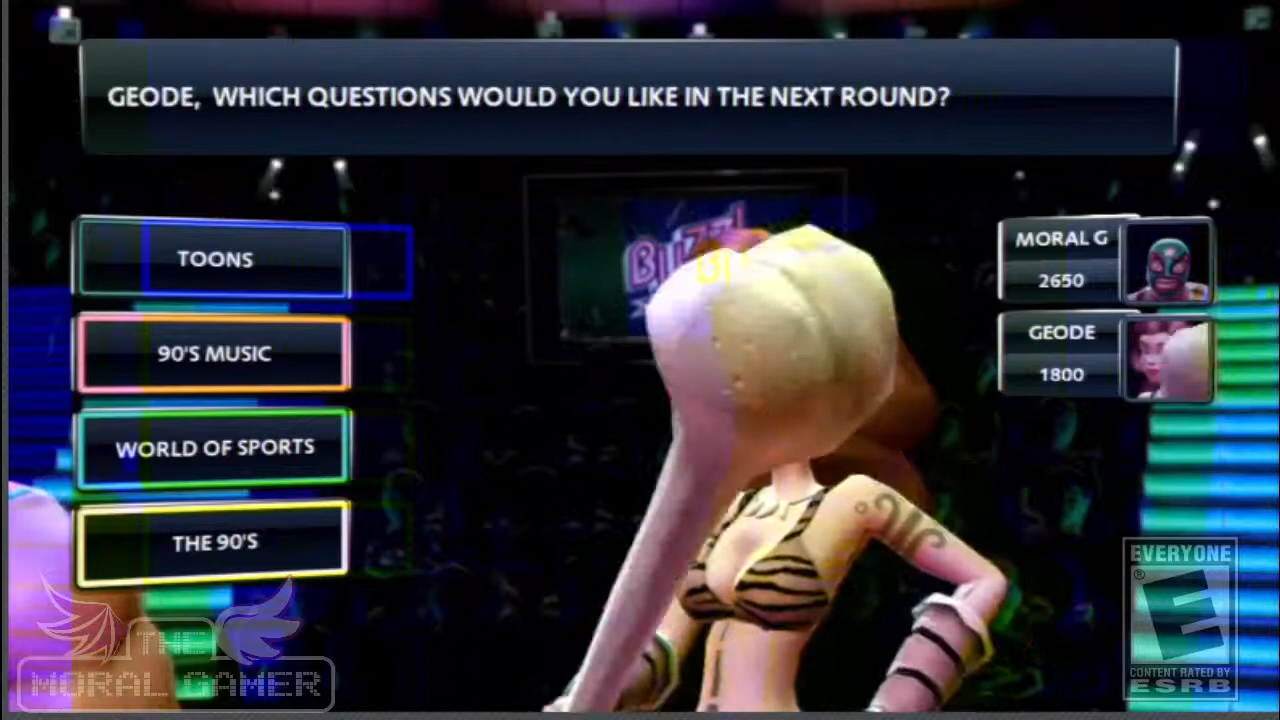 GEODE, WHICH QUESTIONS WOULD YOU LIKE IN THE NEXT ROUND?
TOONS
90'S MUSIC
WORLD OF SPORTS
THE 90'S
Buzz!
MORAL G
2650
GEODE
1800
THE
MORAL GAMER
EVERYONE
E
®
CONTENT RATED BY
ESRB